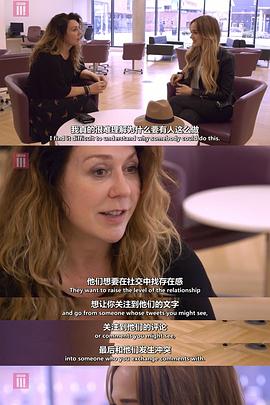 我真的很难理解为什么要有人这么做
I find it difficult to understand why somebody could do this.
他们想要在社交中找存在感
They want to raise the level of the relationship
想让你关注到他们的文字
and go from someone whose tweets you might see,
关注到他们的评论
or comments you might see,
最后和他们发生冲突
into someone who you exchange comments with.